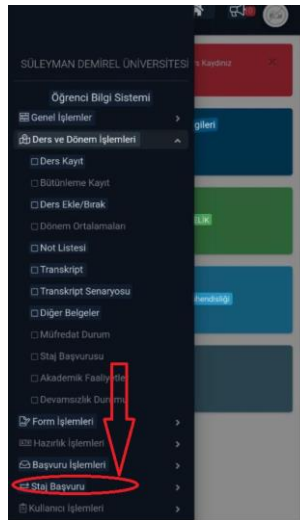 SÜLEYMAN DEMİREL ÜNİVERSİTESİ
s Kaydınız
Öğrenci Bilgi Sistemi
Genel İşlemler
gileri
Ders ve Dönem İşlemleri
Ders Kayıt
Bütünleme Kayıt
Ders Ekle/Bırak
Dönem Ortalamaları
LİK
Not Listesi
Transkript
Transkript Senaryosu
hendisliği
Diğer Belgeler
Müfredat Durum
Staj Başvurusu
Akademik Faaliyetler
Devamsızlık Durumu
Form İşlemleri
Hazırlık İşlemleri
Başvuru İşlemleri
Staj Başvuru
Kullanıcı İşlemleri